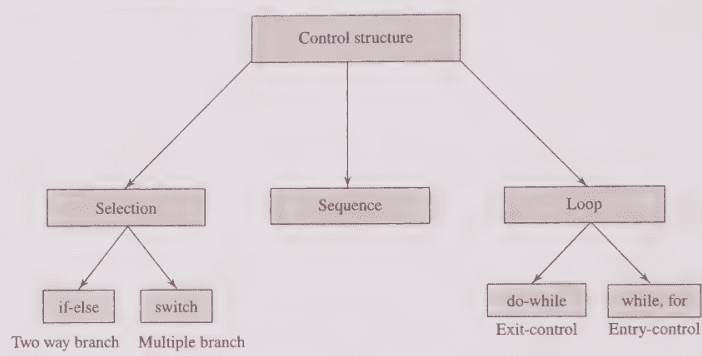 Control structure
Selection
Sequence
Loop
if-else
switch
do-while
while, for
Two way branch
Multiple branch
Exit-control
Entry-control